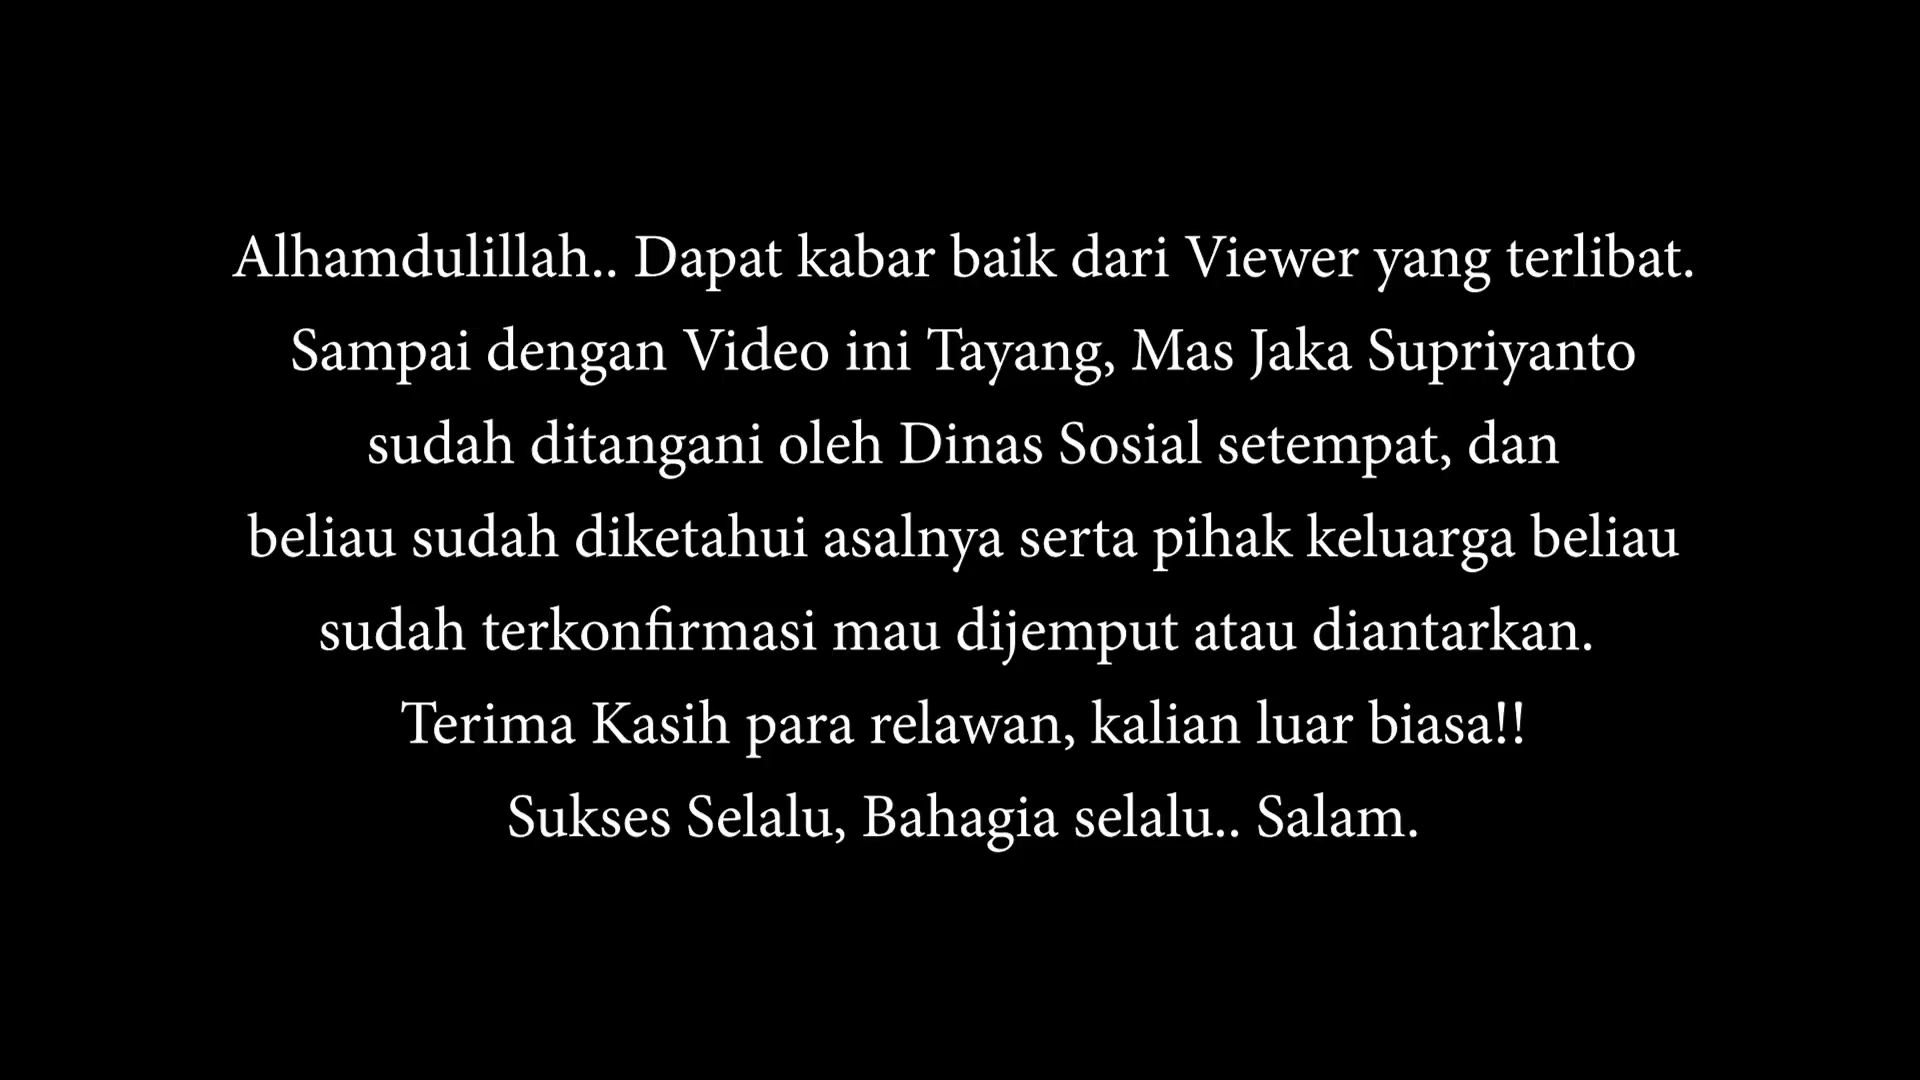 Alhamdulillah.. Dapat kabar baik dari Viewer yang terlibat.
Sampai dengan Video ini Tayang, Mas Jaka Supriyanto
sudah ditangani oleh Dinas Sosial setempat, dan
beliau sudah diketahui asalnya serta pihak keluarga beliau
sudah terkonfirmasi mau dijemput atau diantarkan.
Terima Kasih para relawan, kalian luar biasa!!
Sukses Selalu, Bahagia selalu.. Salam.